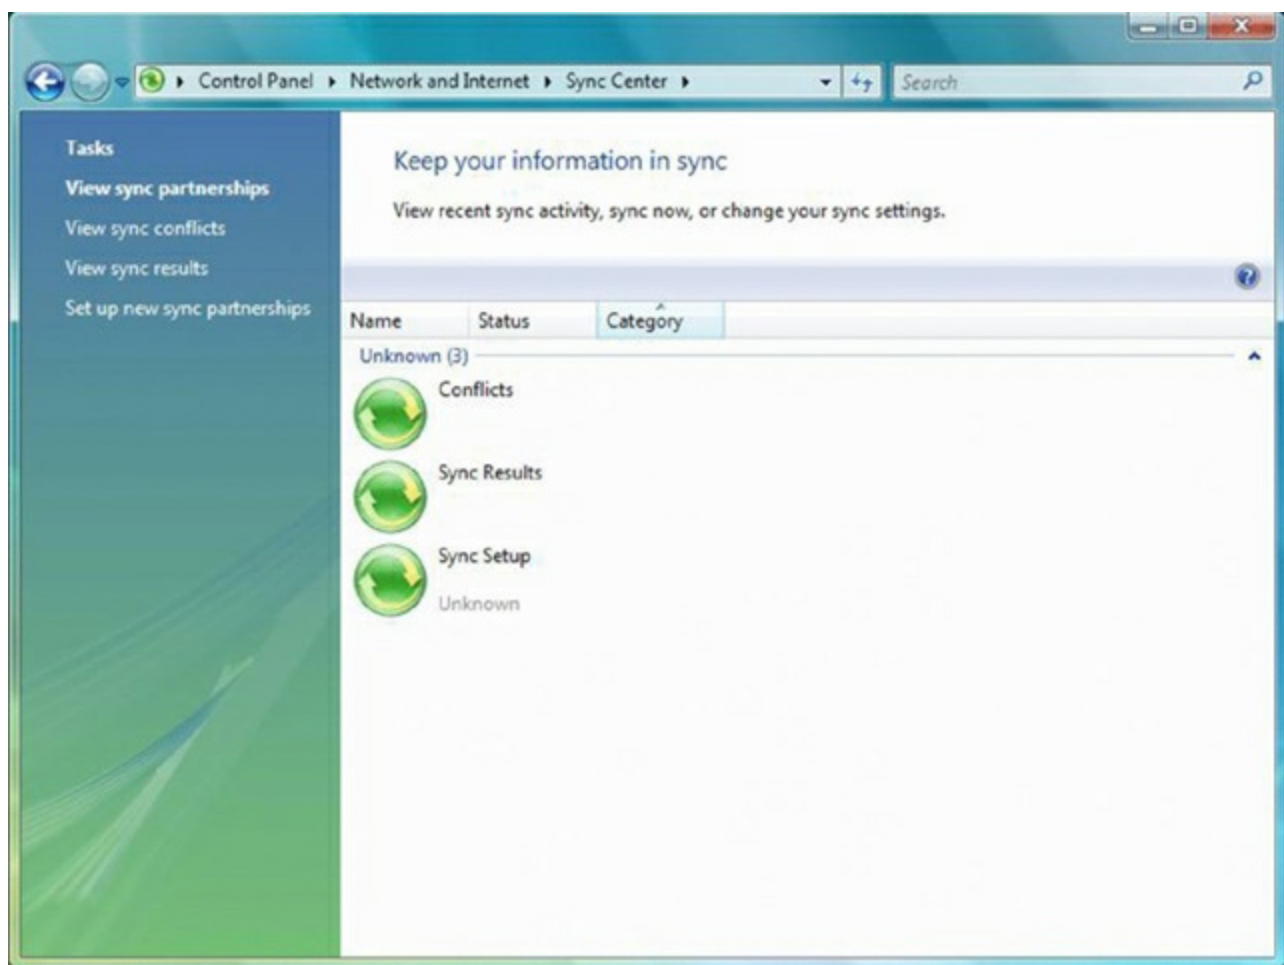 Control Panel Network and Internet Sync Center
Search
Tasks
View sync partnerships
View sync conflicts
View sync results
Set up new sync partnerships
Keep your information in sync
View recent sync activity, sync now, or change your sync settings.
Name Status Category
Unknown (3)
Conflicts
Sync Results
Sync Setup
Unknown